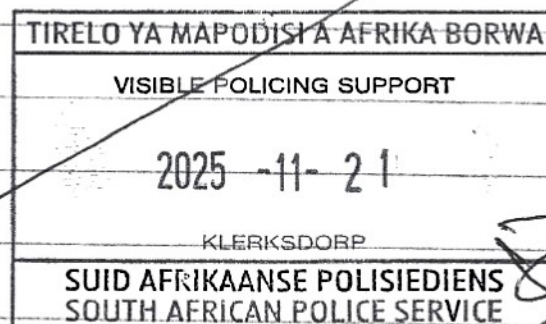 TIRELO YA MAPODISI A AFRIKA BORWA
VISIBLE POLICING SUPPORT
2025 -11- 21
KLERKSDORP
SUID AFRIKAANSE POLISIEDIENS
SOUTH AFRICAN POLICE SERVICE